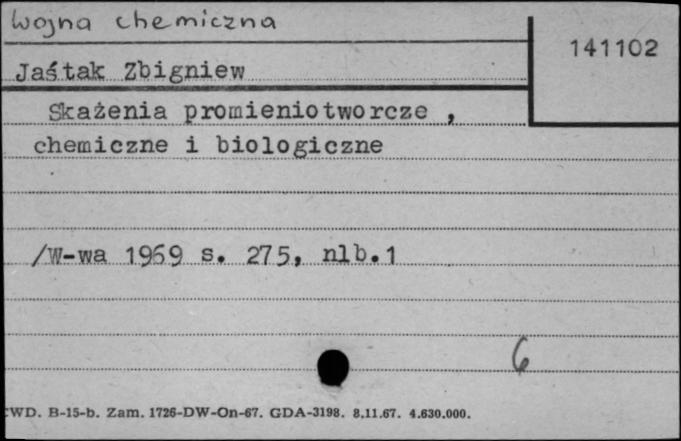 Wojna chemiczna
141102
Jaśtak Zbigniew
Skażenia promieniotworcze ,
chemiczne i biologiczne
/W-wa 1969 s. 275, nlb.1
6
WD. B-15-b. Zam. 1726-DW-On-67. GDA-3198. 8.11.67. 4.630.000.